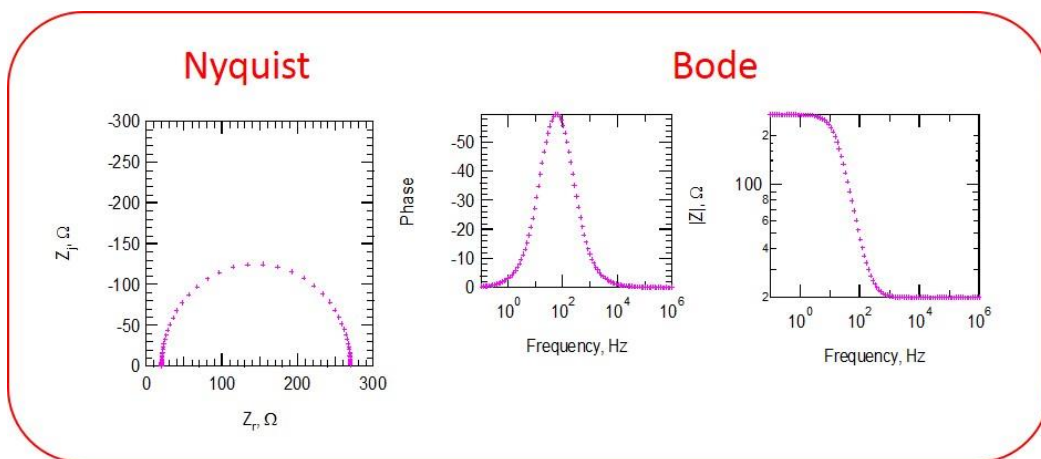 Nyquist
Bode
-300
-250
-200
-150
-100
-50
0
Zj, Ω
0 100 200 300
Zr, Ω
-50
-40
-30
-20
-10
0
Phase
10^0 10^2 10^4 10^6
Frequency, Hz
2
100
8
6
4
2
|Z|, Ω
10^0 10^2 10^4 10^6
Frequency, Hz